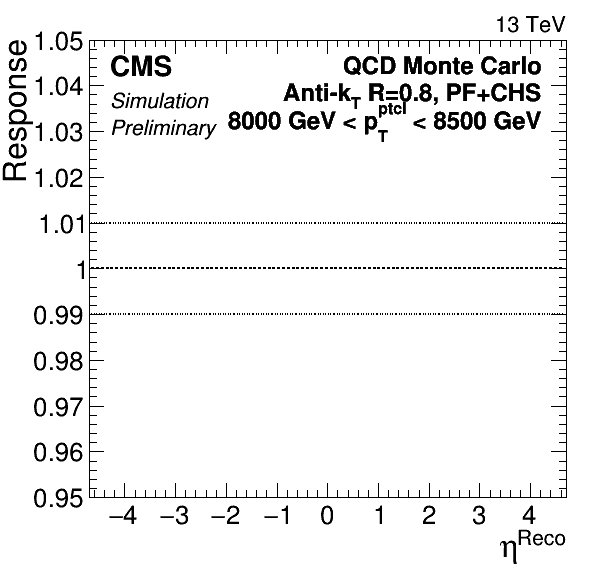 13 TeV
Response
CMS
QCD Monte Carlo
Simulation
Anti-kT R=0.8, PF+CHS
Preliminary
8000 GeV < pTptcl < 8500 GeV
1.05
1.04
1.03
1.02
1.01
1
0.99
0.98
0.97
0.96
0.95
−4 −3 −2 −1 0 1 2 3 4
ηReco